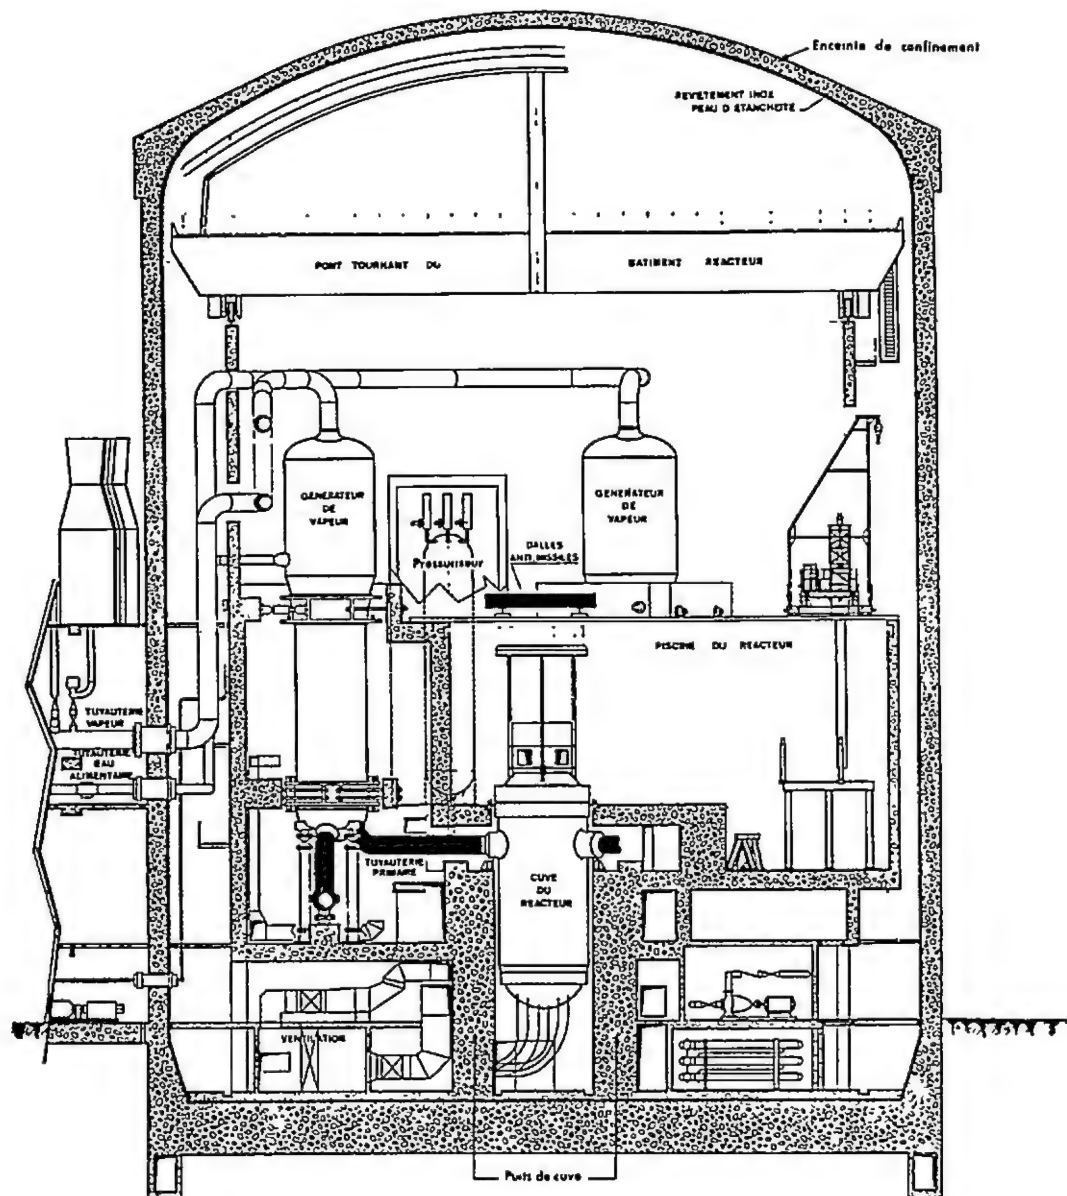 Enceinte de confinement
REVETEMENT INOX
PEAU D ETANCHEITE
PONT TOURNANT DU
BATIMENT REACTEUR
GENERATEUR
DE
VAPEUR
GENERATEUR
DE
VAPEUR
DALLES
ANTI MISSILES
Pressuriseur
PISCINE DU REACTEUR
TUYAUTERIE
VAPEUR
TUYAUTERIE
EAU
ALIMENTAIRE
TUYAUTERIE
PRIMAIRE
CUVE
DU
REACTEUR
VENTILATION
Puits de cuve